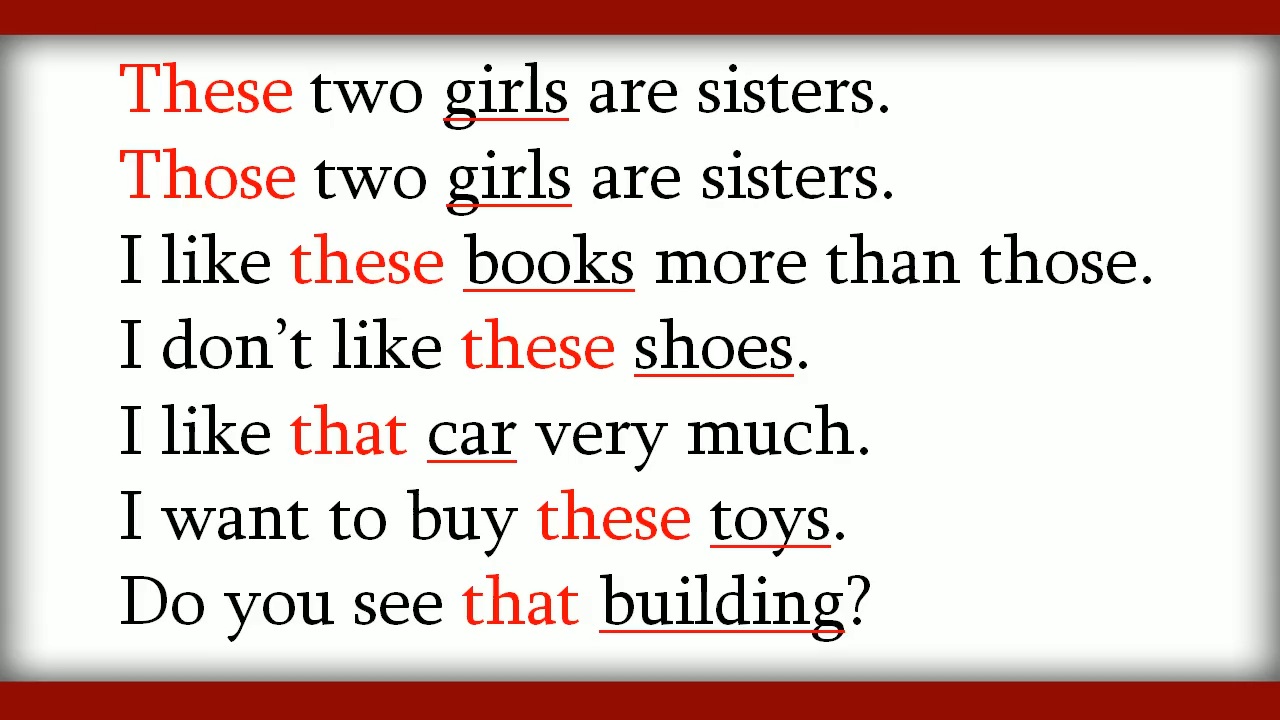 These two girls are sisters.
Those two girls are sisters.
I like these books more than those.
I don’t like these shoes.
I like that car very much.
I want to buy these toys.
Do you see that building?